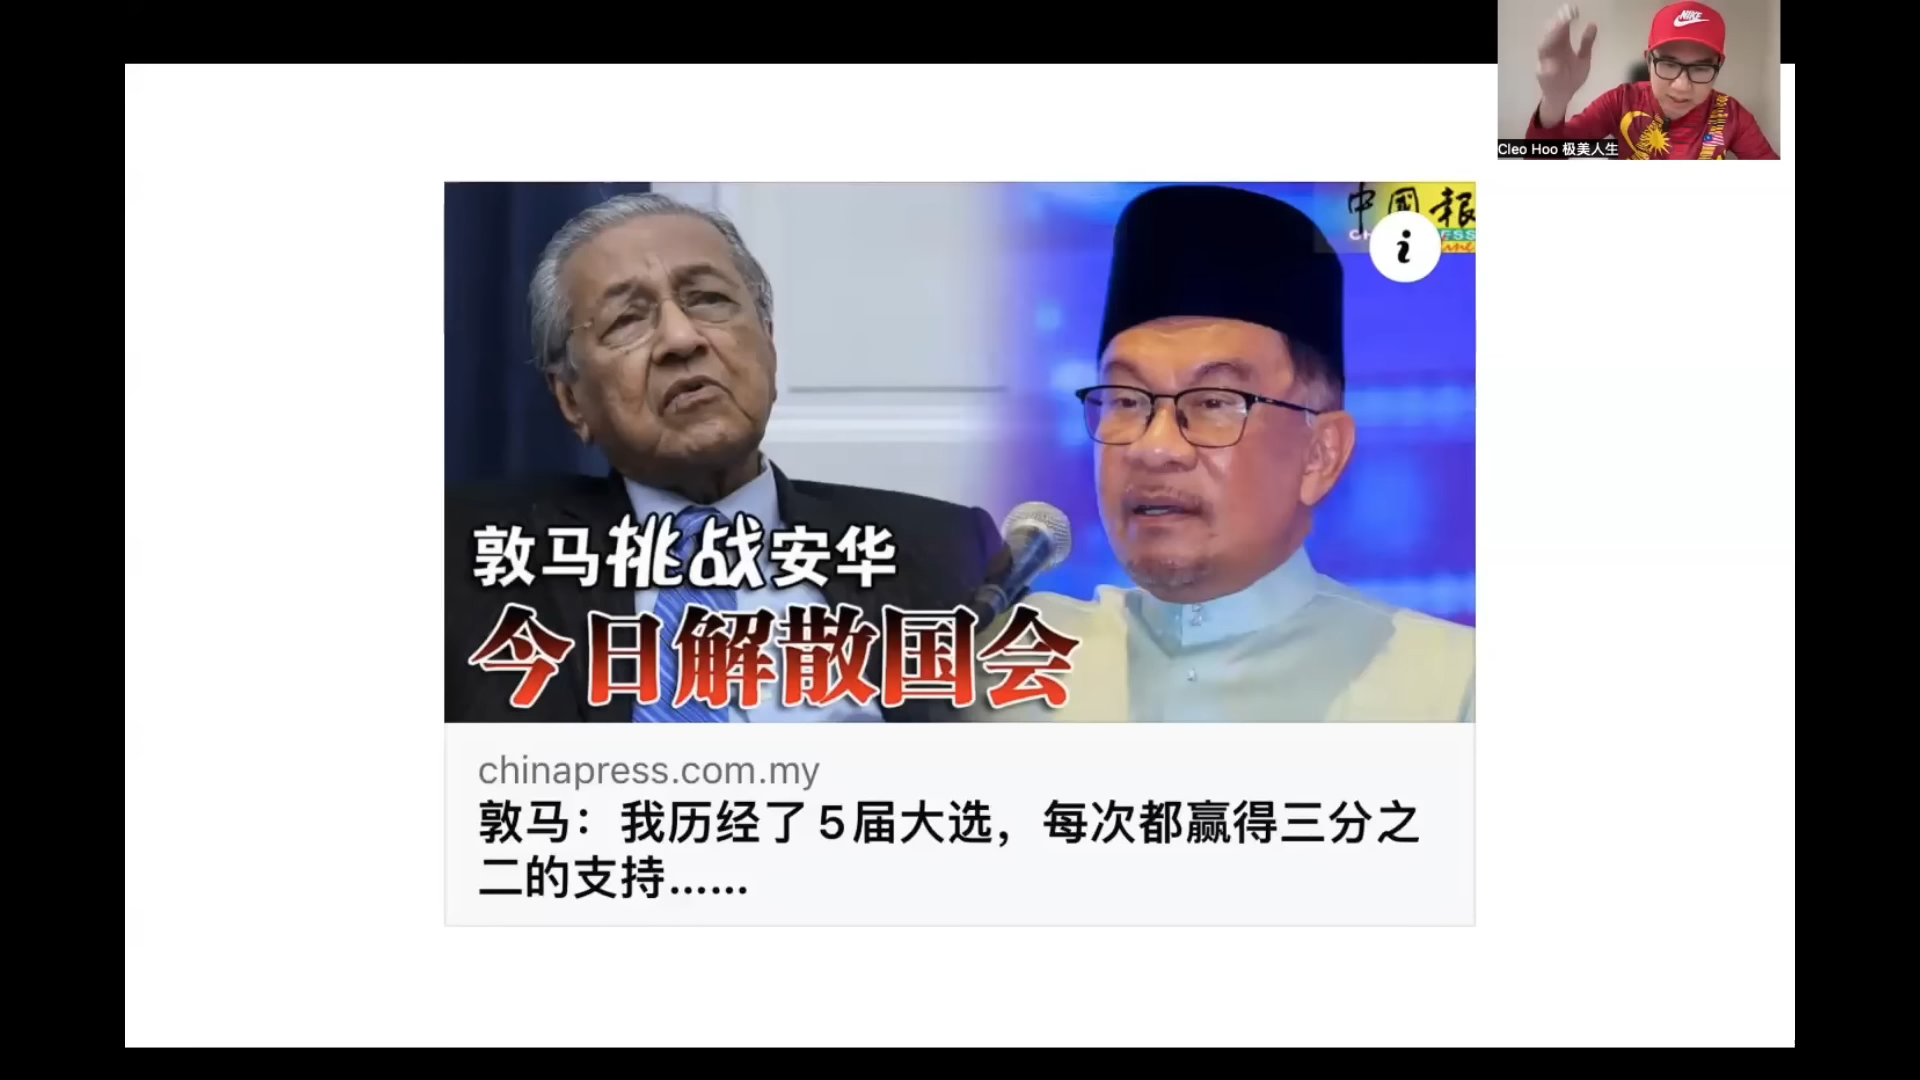 NIKE
Cleo Hoo 极美人生
中國報
敦马挑战安华
今日解散国会
chinapress.com.my
敦马：我历经了5届大选，每次都赢得三分之
二的支持……